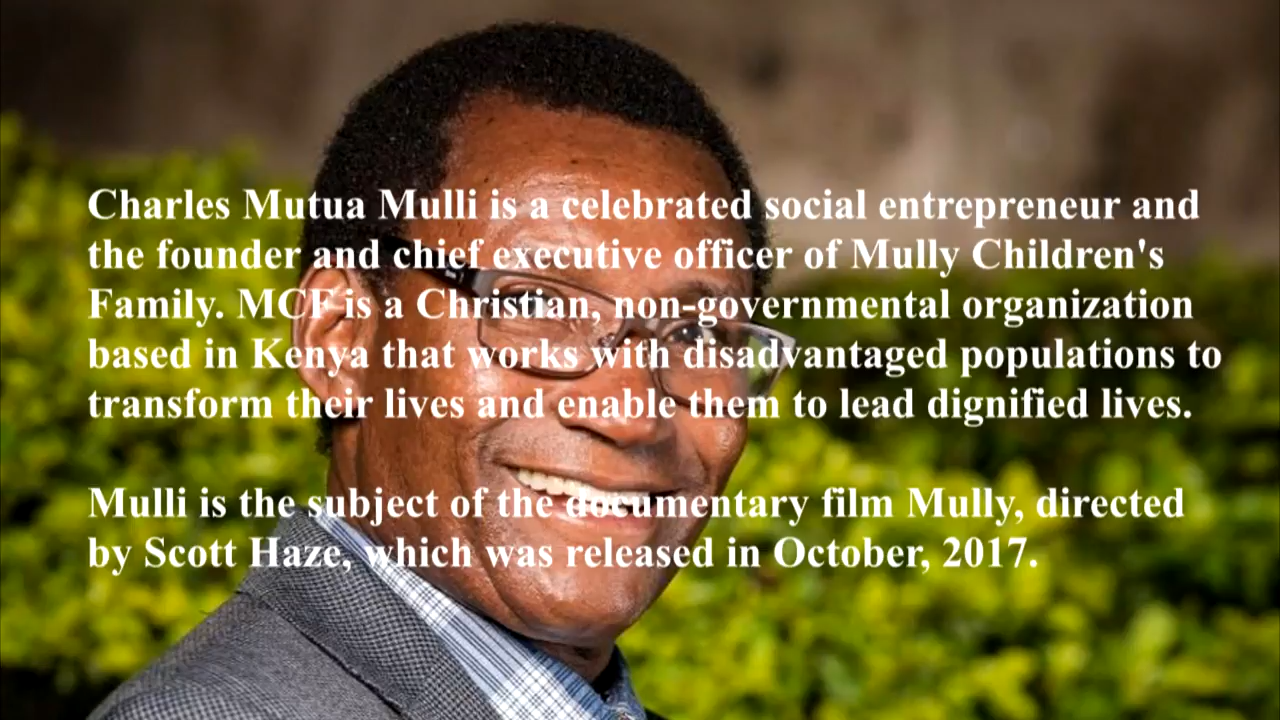 Charles Mutua Mulli is a celebrated social entrepreneur and
the founder and chief executive officer of Mully Children's
Family. MCF is a Christian, non-governmental organization
based in Kenya that works with disadvantaged populations to
transform their lives and enable them to lead dignified lives.
Mulli is the subject of the documentary film Mully, directed
by Scott Haze, which was released in October, 2017.